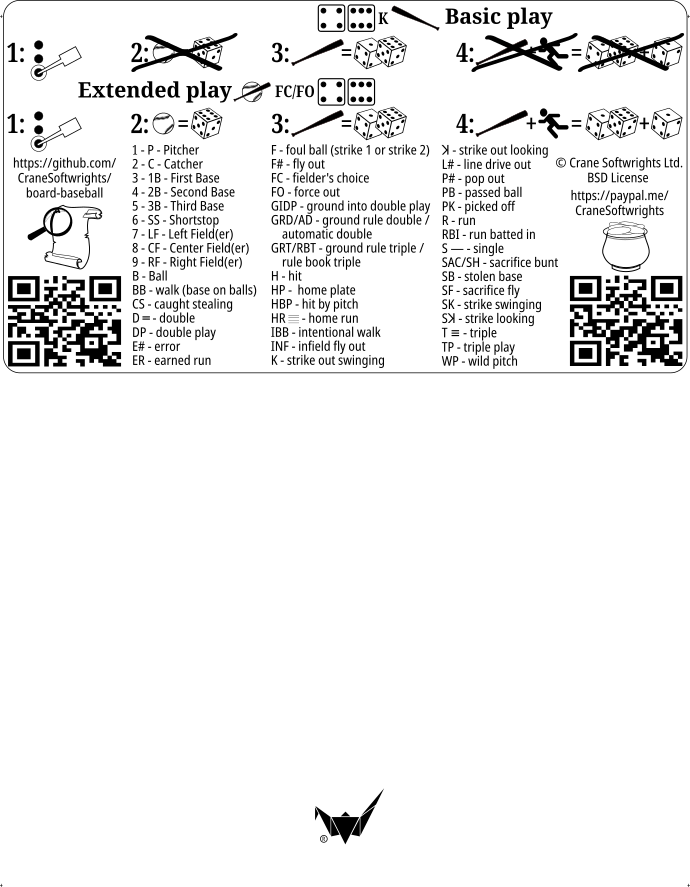 K Basic play
1: 2: = 3: = 4: + =
Extended play FC/FO
1: 2: = 3: = 4: + = +
https://github.com/
CraneSoftwrights/
board-baseball
1 - P - Pitcher
2 - C - Catcher
3 - 1B - First Base
4 - 2B - Second Base
5 - 3B - Third Base
6 - SS - Shortstop
7 - LF - Left Field(er)
8 - CF - Center Field(er)
9 - RF - Right Field(er)
B - Ball
BB - walk (base on balls)
CS - caught stealing
D = - double
DP - double play
E# - error
ER - earned run
F - foul ball (strike 1 or strike 2)
F# - fly out
FC - fielder's choice
FO - force out
GIDP - ground into double play
GRD/AD - ground rule double /
automatic double
GRT/RBT - ground rule triple /
rule book triple
H - hit
HP - home plate
HBP - hit by pitch
HR 𝌆 - home run
IBB - intentional walk
INF - infield fly out
K - strike out swinging
ꓘ - strike out looking
L# - line drive out
P# - pop out
PB - passed ball
PK - picked off
R - run
RBI - run batted in
S — - single
SAC/SH - sacrifice bunt
SB - stolen base
SF - sacrifice fly
SK - strike swinging
Sꓘ - strike looking
T ≡ - triple
TP - triple play
WP - wild pitch
© Crane Softwrights Ltd.
BSD License
https://paypal.me/
CraneSoftwrights
®